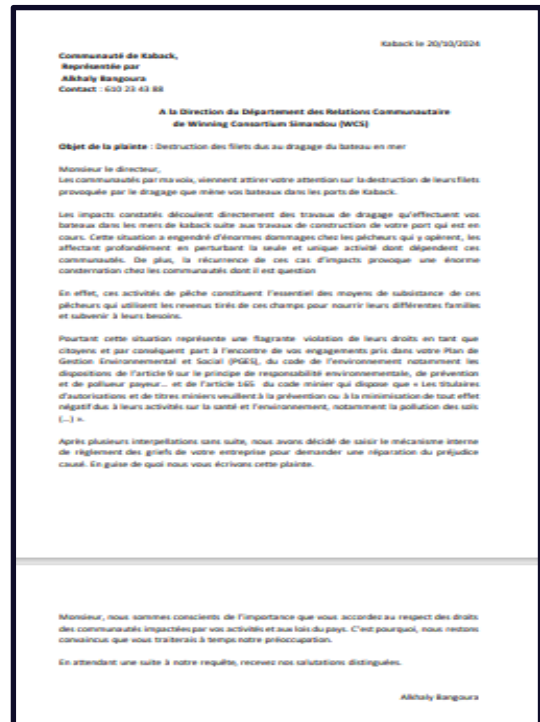 Kaback le 20/10/2024
Communauté de Kaback,
Représentée par
Alkhaly Bangoura
Contact : 610 23 43 88
A la Direction du Département des Relations Communautaire
de Winning Consortium Simandou (WCS)
Objet de la plainte : Destruction des filets dus au dragage du bateau en mer
Monsieur le directeur,
Les communautés par ma voix, viennent attirer votre attention sur la destruction de leurs filets
provoquée par le dragage que mène vos bateaux dans les ports de Kaback.
Les impacts constatés découlent directement des travaux de dragage qu'effectuent vos
bateaux dans les mers de kaback suite aux travaux de construction de votre port qui est en
cours. Cette situation a engendré d'énormes dommages chez les pêcheurs qui y opèrent, les
affectant profondément en perturbant la seule et unique activité dont dépendent ces
communautés. De plus, la récurrence de ces cas d'impacts provoque une énorme
consternation chez les communautés dont il est question
En effet, ces activités de pêche constituent l'essentiel des moyens de subsistance de ces
pêcheurs qui utilisent les revenus tirés de ces champs pour nourrir leurs différentes familles
et subvenir à leurs besoins.
Pourtant cette situation représente une flagrante violation de leurs droits en tant que
citoyens et par conséquent part à l'encontre de vos engagements pris dans votre Plan de
Gestion Environnemental et Social (PGES), du code de l'environnement notamment les
dispositions de l'article 9 sur le principe de responsabilité environnementale, de prévention
et de pollueur payeur... et de l'article 165 du code minier qui dispose que « Les titulaires
d'autorisations et de titres miniers veuillent à la prévention ou à la minimisation de tout effet
négatif dus à leurs activités sur la santé et l'environnement, notamment la pollution des sols
(...) ».
Après plusieurs interpellations sans suite, nous avons décidé de saisir le mécanisme interne
de règlement des griefs de votre entreprise pour demander une réparation du préjudice
causé. En guise de quoi nous vous écrivons cette plainte.
Monsieur, nous sommes conscients de l'importance que vous accordez au respect des droits
des communautés impactées par vos activités et aux lois du pays. C'est pourquoi, nous restons
convaincus que vous traiterais à temps notre préoccupation.
En attendant une suite à notre requête, recevez nos salutations distinguées.
Alkhaly Bangoura